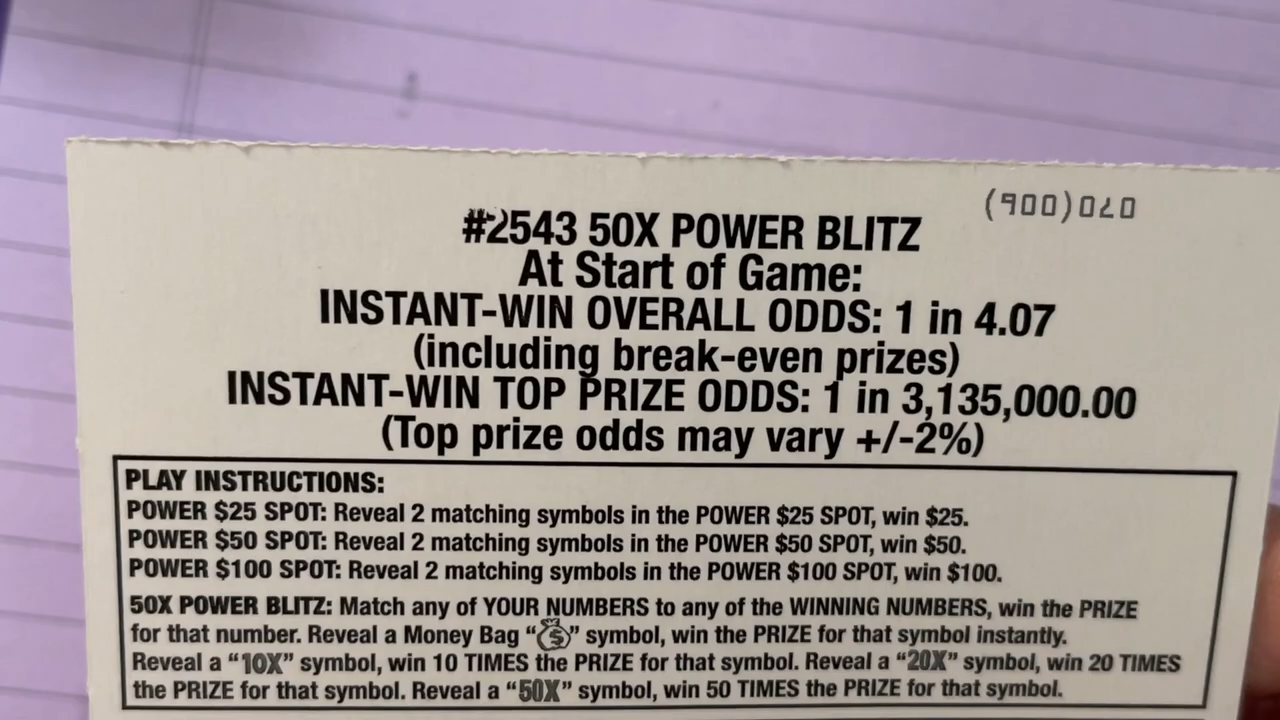 (900)070
#2543 50X POWER BLITZ
At Start of Game:
INSTANT-WIN OVERALL ODDS: 1 in 4.07
(including break-even prizes)
INSTANT-WIN TOP PRIZE ODDS: 1 in 3,135,000.00
(Top prize odds may vary +/-2%)
PLAY INSTRUCTIONS:
POWER $25 SPOT: Reveal 2 matching symbols in the POWER $25 SPOT, win $25.
POWER $50 SPOT: Reveal 2 matching symbols in the POWER $50 SPOT, win $50.
POWER $100 SPOT: Reveal 2 matching symbols in the POWER $100 SPOT, win $100.
50X POWER BLITZ: Match any of YOUR NUMBERS to any of the WINNING NUMBERS, win the PRIZE
for that number. Reveal a Money Bag “$” symbol, win the PRIZE for that symbol instantly.
Reveal a “10X” symbol, win 10 TIMES the PRIZE for that symbol. Reveal a “20X” symbol, win 20 TIMES
the PRIZE for that symbol. Reveal a “50X” symbol, win 50 TIMES the PRIZE for that symbol.